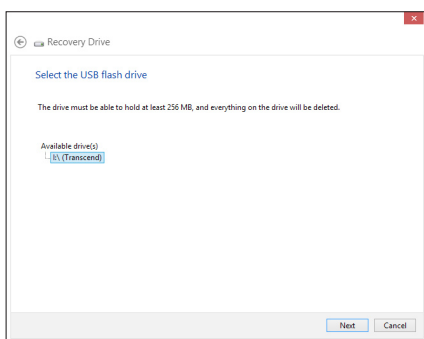 Recovery Drive
Select the USB flash drive
The drive must be able to hold at least 256 MB, and everything on the drive will be deleted.
Available drive(s)
I:\ (Transcend)
Next Cancel